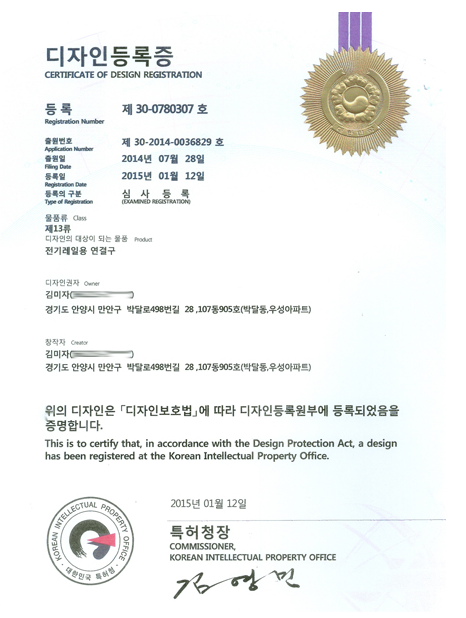 디자인등록증
CERTIFICATE OF DESIGN REGISTRATION
등 록 제 30-0780307 호
Registration Number
출원번호 제 30-2014-0036829 호
Application Number
출원일 2014년 07월 28일
Filing Date
등록일 2015년 01월 12일
Registration Date
등록의 구분 심 사 등 록
Type of Registration (EXAMINED REGISTRATION)
물품류 Class
제13류
디자인의 대상이 되는 물품 Product
전기레일용 연결구
디자인권자 Owner
김미자( )
경기도 안양시 만안구 박달로498번길 28 ,107동905호(박달동,우성아파트)
창작자 Creator
김미자( )
경기도 안양시 만안구 박달로498번길 28 ,107동905호(박달동,우성아파트)
위의 디자인은 「디자인보호법」에 따라 디자인등록원부에 등록되었음을
증명합니다.
This is to certify that, in accordance with the Design Protection Act, a design
has been registered at the Korean Intellectual Property Office.
2015년 01월 12일
특허청장
COMMISSIONER,
KOREAN INTELLECTUAL PROPERTY OFFICE
김영민
KOREAN INTELLECTUAL PROPERTY OFFICE
대한민국 특허청